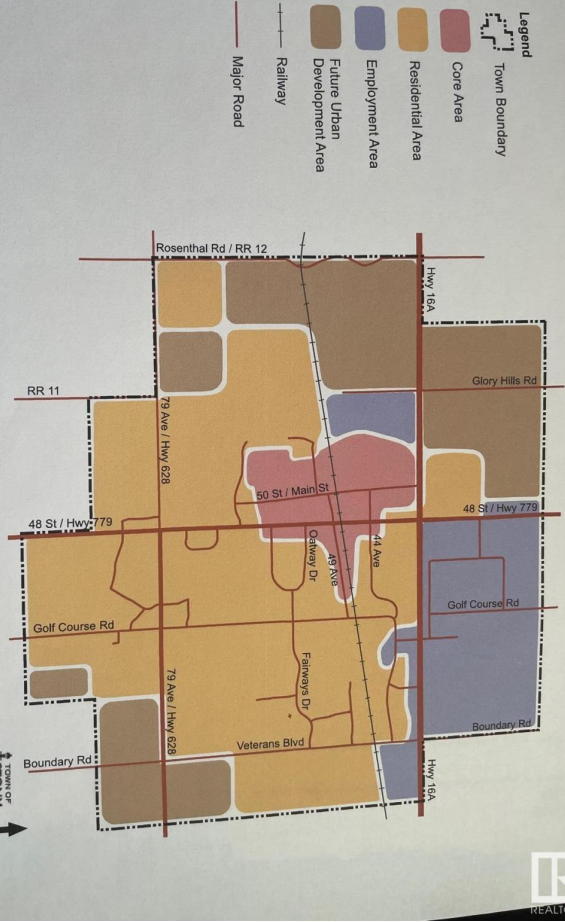 Legend
Town Boundary
Core Area
Residential Area
Employment Area
Future Urban
Development Area
Railway
Major Road
Rosenthal Rd / RR 12
Hwy 16A
Glory Hills Rd
RR 11
79 Ave / Hwy 628
50 St / Main St
48 St / Hwy 779
48 St / Hwy 779
Oatway Dr
49 Ave
44 Ave
Golf Course Rd
Golf Course Rd
Fairways Dr
79 Ave / Hwy 628
Boundary Rd
Veterans Blvd
Boundary Rd
Hwy 16A
TOWN OF